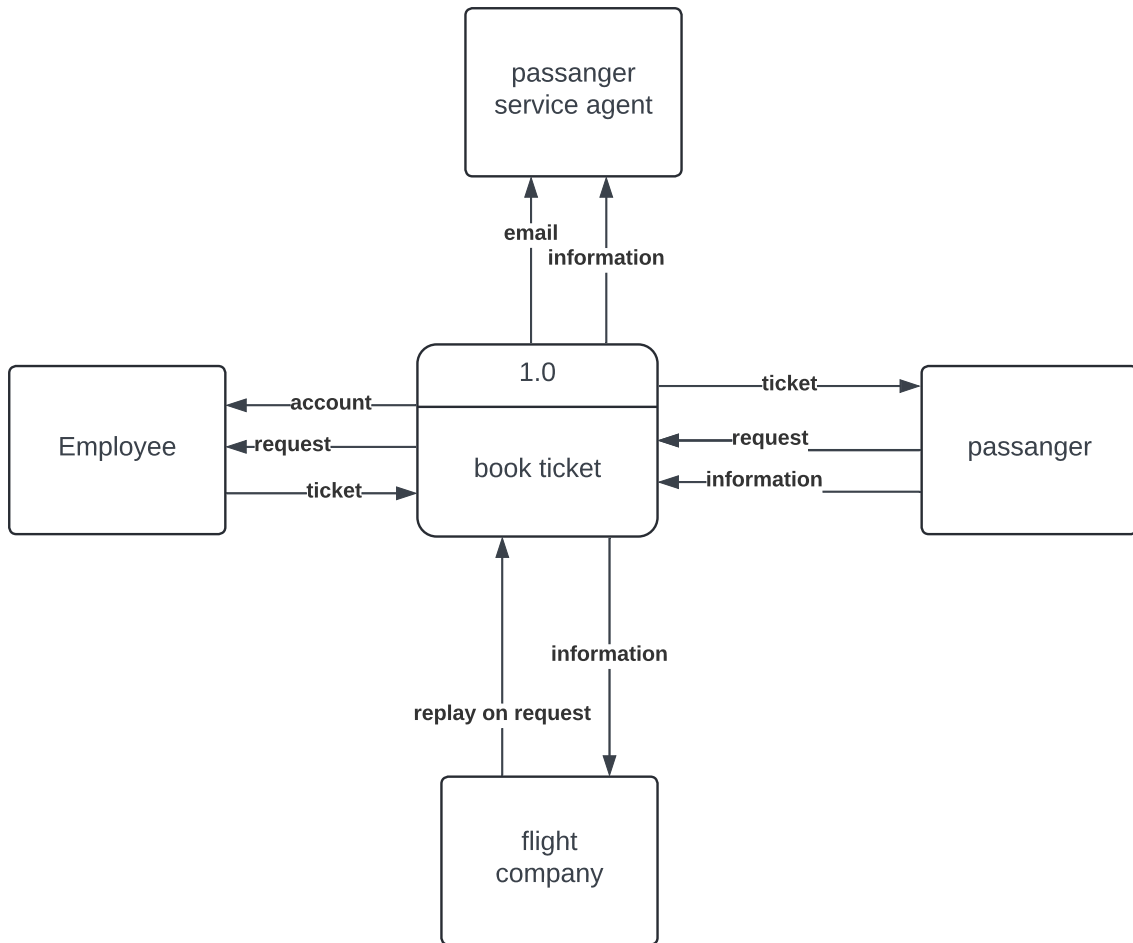 passanger
service agent
email
information
1.0
book ticket
account
request
ticket
Employee
ticket
request
information
passanger
information
replay on request
flight
company